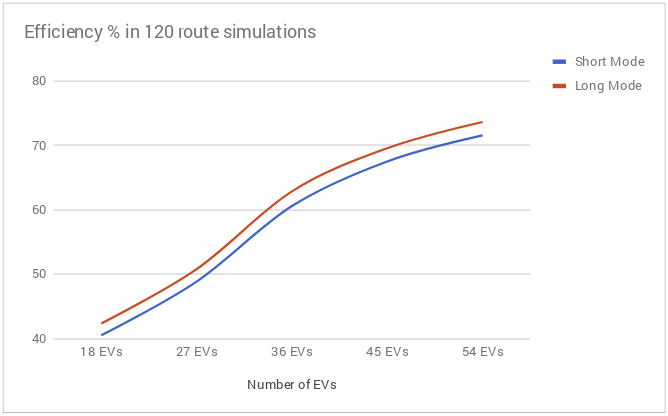 Efficiency % in 120 route simulations
Short Mode
Long Mode
80
70
60
50
40
18 EVs
27 EVs
36 EVs
45 EVs
54 EVs
Number of EVs